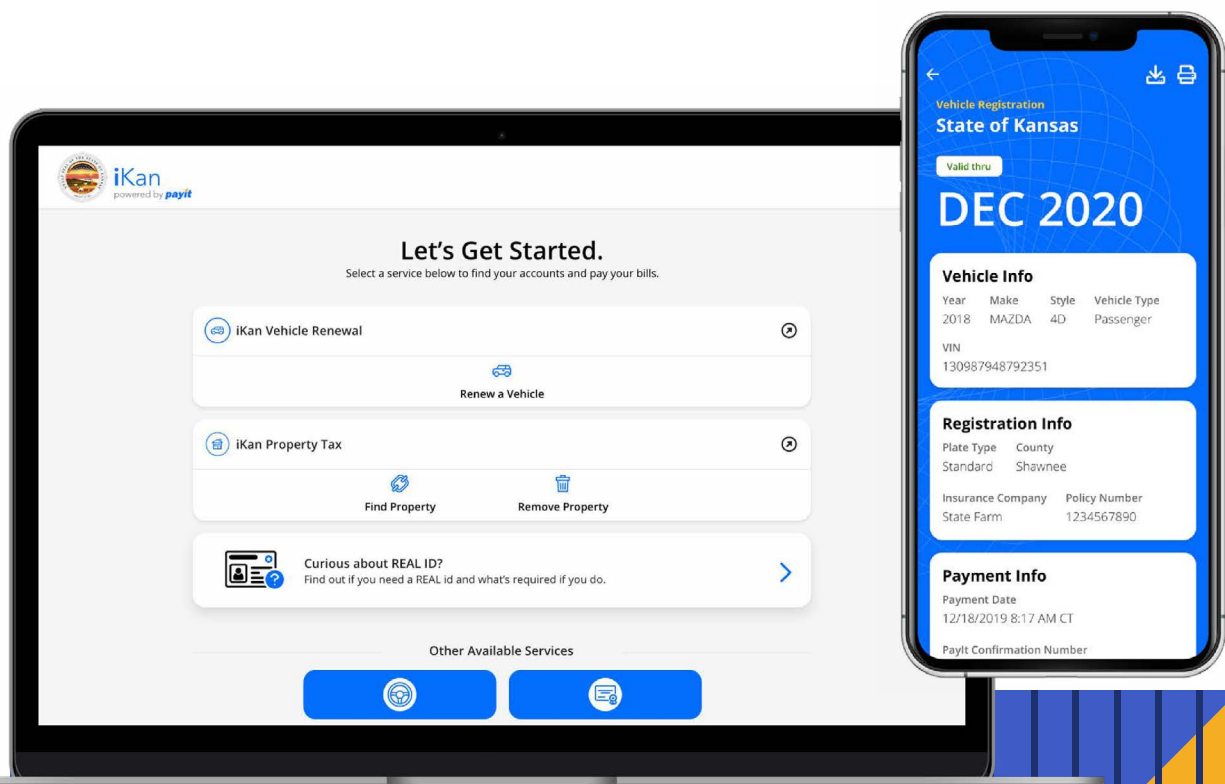 iKan
powered by payit
Let's Get Started.
Select a service below to find your accounts and pay your bills.
iKan Vehicle Renewal
Renew a Vehicle
iKan Property Tax
Find Property Remove Property
Curious about REAL ID?
Find out if you need a REAL id and what's required if you do.
Other Available Services
Vehicle Registration
State of Kansas
Valid thru
DEC 2020
Vehicle Info
Year Make Style Vehicle Type
2018 MAZDA 4D Passenger
VIN
130987948792351
Registration Info
Plate Type County
Standard Shawnee
Insurance Company Policy Number
State Farm 1234567890
Payment Info
Payment Date
12/18/2019 8:17 AM CT
PayIt Confirmation Number